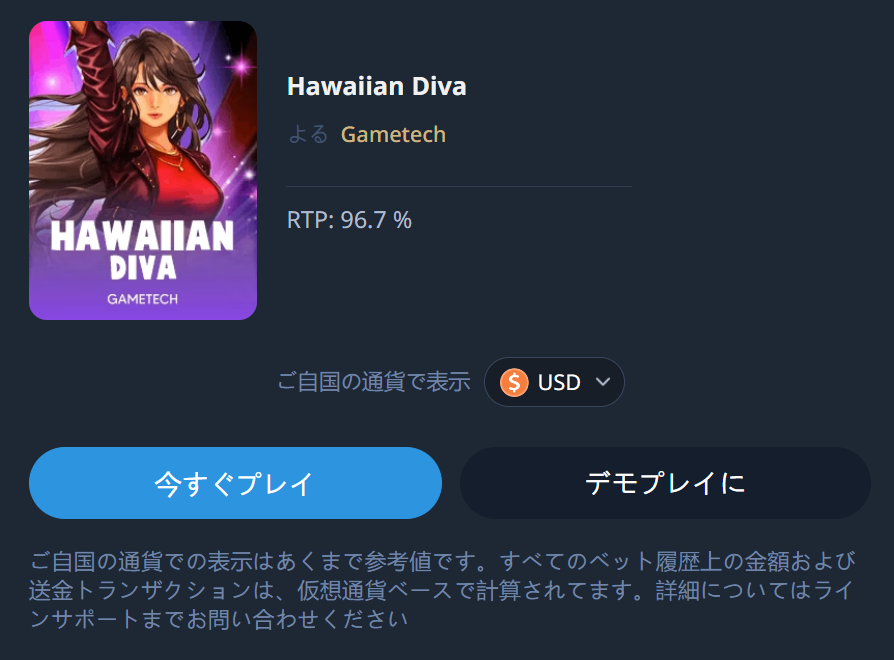 HAWAIIAN
DIVA
GAMETECH
Hawaiian Diva
よる Gametech
RTP: 96.7 %
ご自国の通貨で表示 $ USD
今すぐプレイ
デモプレイに
ご自国の通貨での表示はあくまで参考値です。すべてのベット履歴上の金額および
送金トランザクションは、仮想通貨ベースで計算されてます。詳細についてはライ
ンサポートまでお問い合わせください